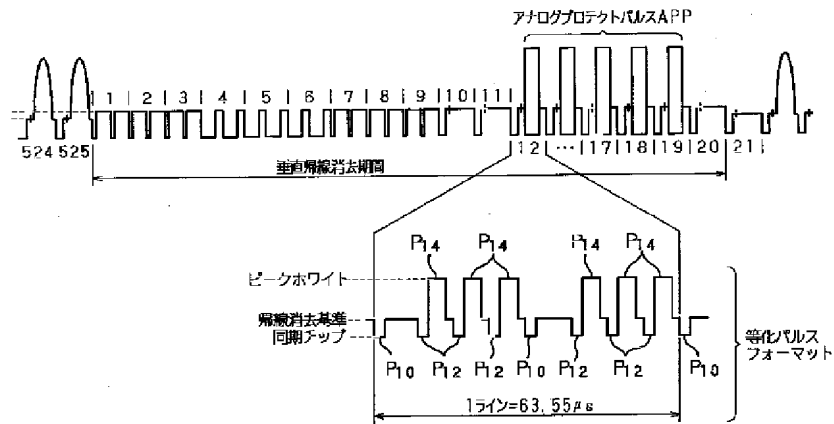 アナログプロテクトパルスAPP
1 2 3 4 5 6 7 8 9 10 11
524 525 12 ... 17 18 19 20 21
垂直帰線消去期間
P14 P14 P14 P14
ピークホワイト
帰線消去基準
同期チップ
等化パルス
フォーマット
P10 P12 P12 P10 P12 P12 P10
1ライン=63.55μs